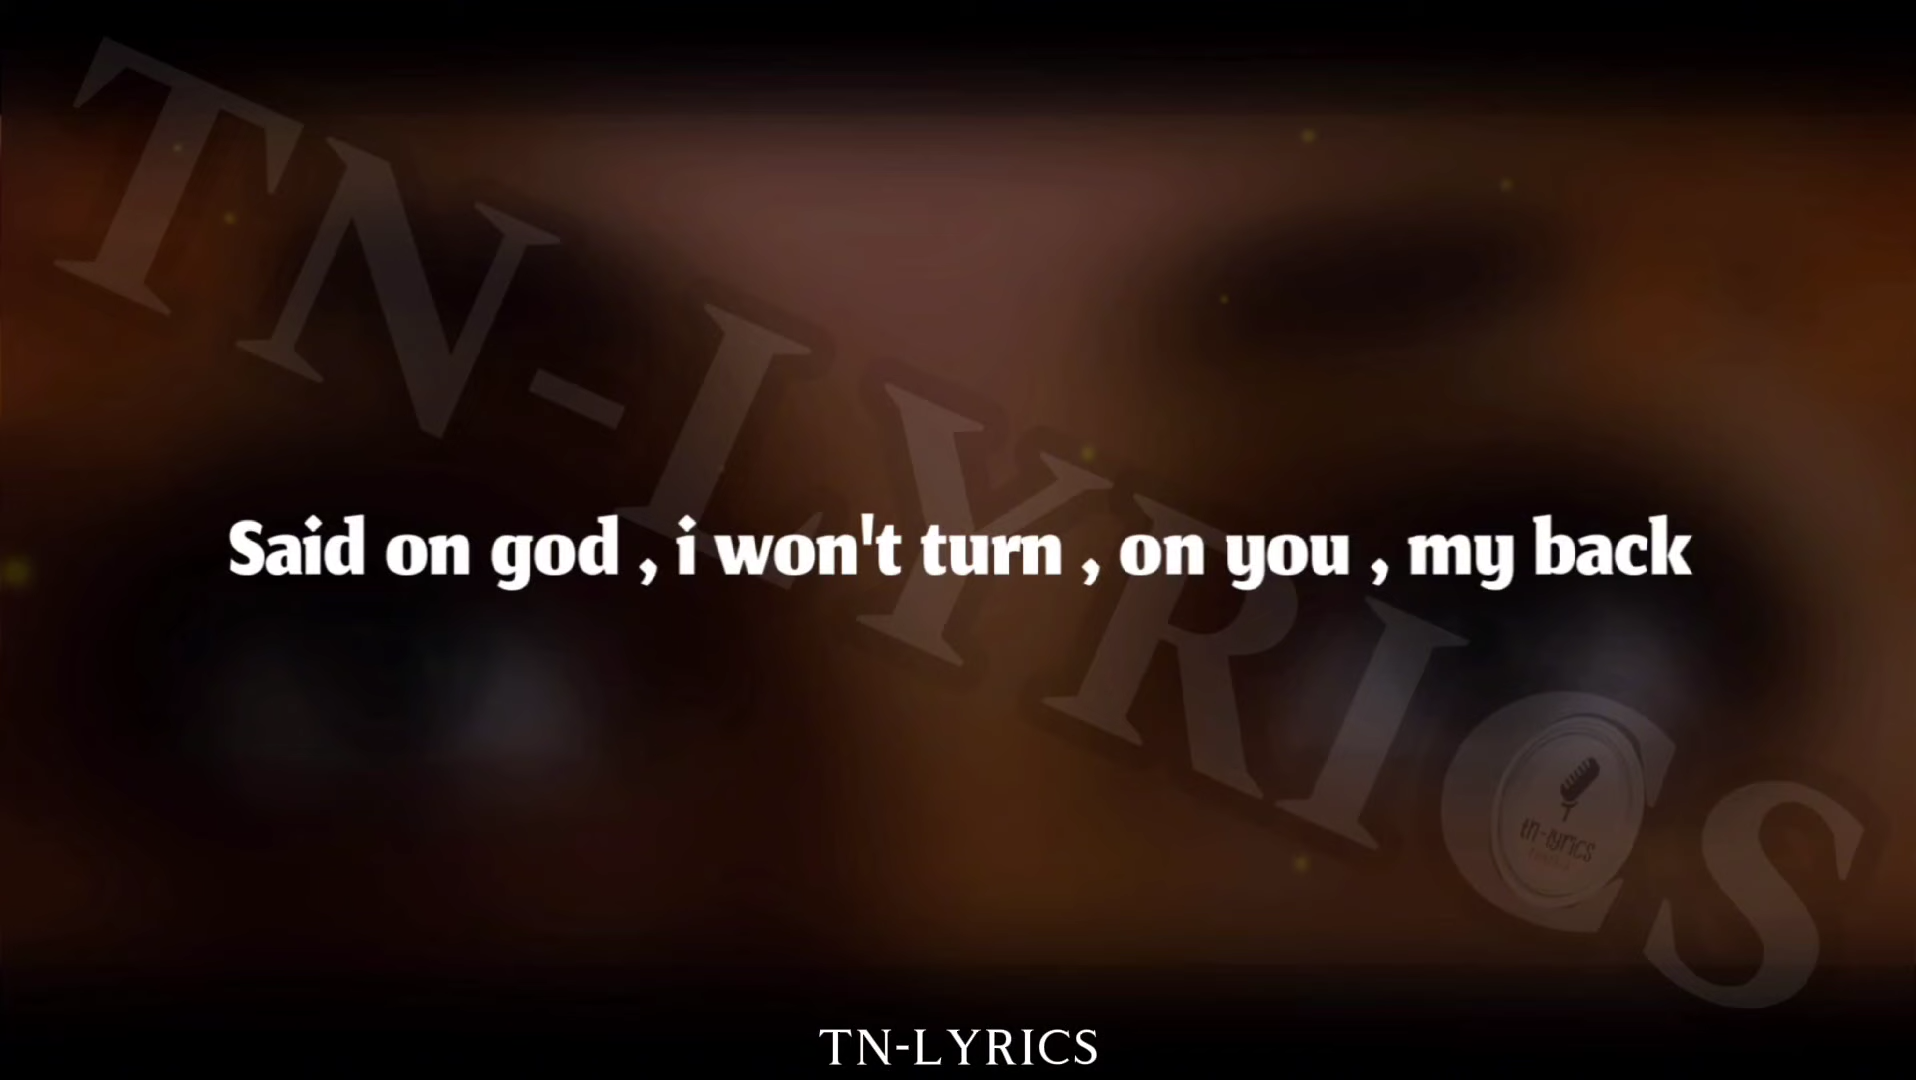 TN-LYRICS
Said on god , i won't turn , on you , my back
tn-lyrics
TN-LYRICS